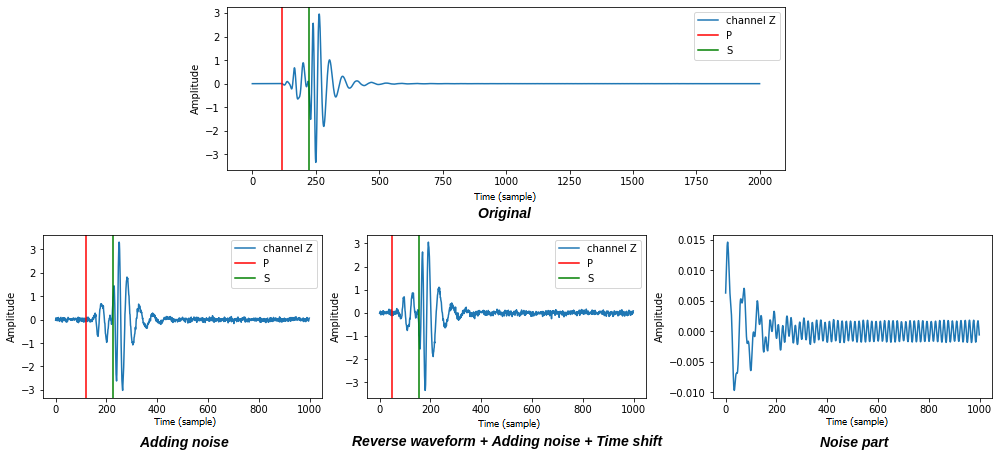 3
2
1
0
−1
−2
−3
Amplitude
channel Z
P
S
0 250 500 750 1000 1250 1500 1750 2000
Time (sample)
Original
3
2
1
0
−1
−2
−3
Amplitude
channel Z
P
S
0 200 400 600 800 1000
Time (sample)
Adding noise
3
2
1
0
−1
−2
−3
Amplitude
channel Z
P
S
0 200 400 600 800 1000
Time (sample)
Reverse waveform + Adding noise + Time shift
0.015
0.010
0.005
0.000
−0.005
−0.010
Amplitude
0 200 400 600 800 1000
Time (sample)
Noise part